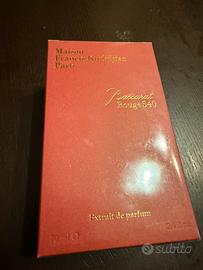 Maison
Francis Kurkdjian
Paris
Baccarat
Rouge 540
Extrait de parfum
subito